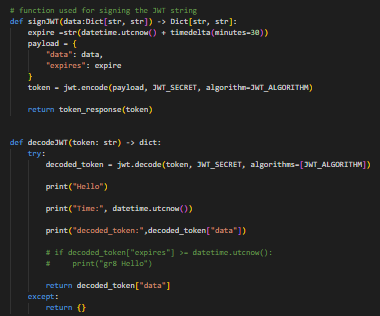 # function used for signing the JWT string
def signJWT(data:Dict[str, str]) -> Dict[str, str]:
    expire =str(datetime.utcnow() + timedelta(minutes=30))
    payload = {
        "data": data,
        "expires": expire
    }
    token = jwt.encode(payload, JWT_SECRET, algorithm=JWT_ALGORITHM)
    return token_response(token)
def decodeJWT(token: str) -> dict:
    try:
        decoded_token = jwt.decode(token, JWT_SECRET, algorithms=[JWT_ALGORITHM])
        print("Hello")
        print("Time:", datetime.utcnow())
        print("decoded_token:",decoded_token["data"])
        # if decoded_token["expires"] >= datetime.utcnow():
        #     print("gr8 Hello")
        return decoded_token["data"]
    except:
        return {}